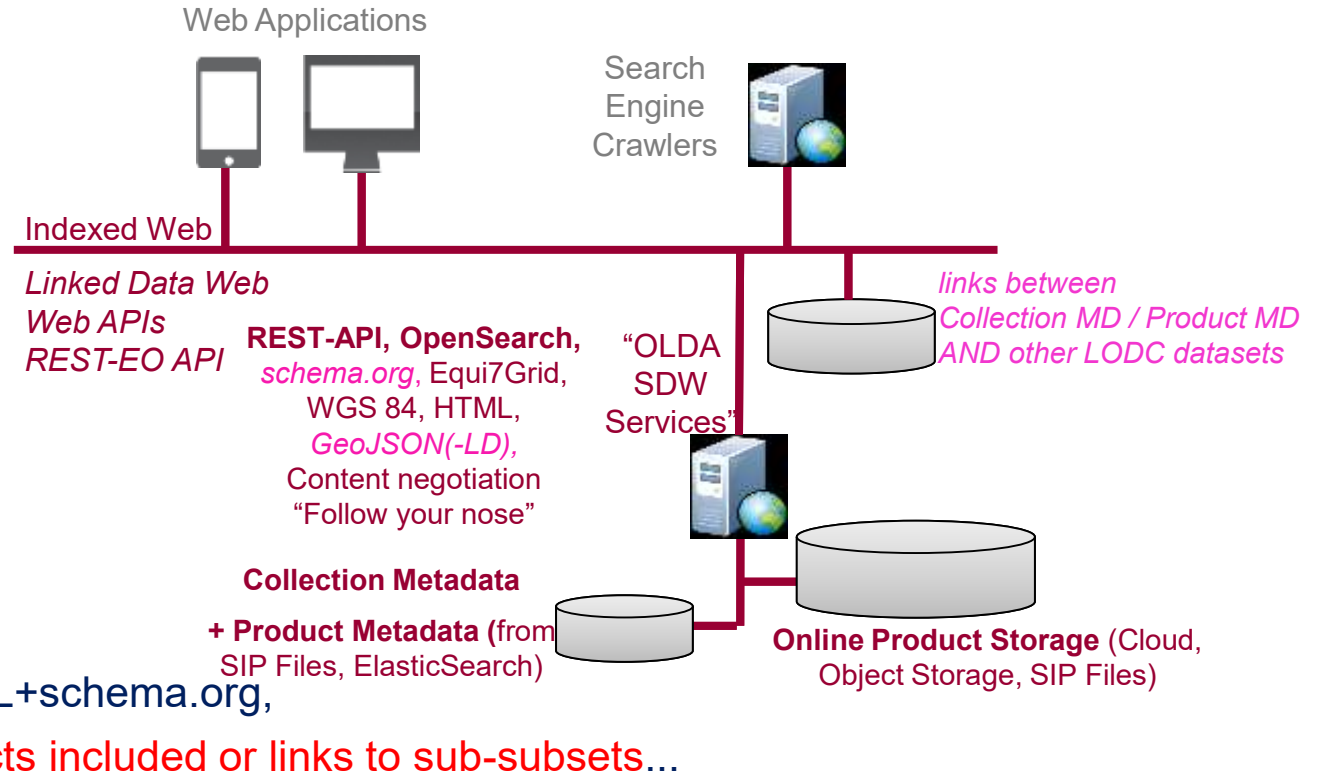 Web Applications
Search
Engine
Crawlers
Indexed Web
Linked Data Web
Web APIs
REST-EO API
REST-API, OpenSearch,
schema.org, Equi7Grid,
WGS 84, HTML,
GeoJSON(-LD),
Content negotiation
“Follow your nose”
“OLDA
SDW
Services”
links between
Collection MD / Product MD
AND other LODC datasets
Collection Metadata
+ Product Metadata (from
SIP Files, ElasticSearch)
Online Product Storage (Cloud,
Object Storage, SIP Files)
+schema.org,
included or links to sub-subsets...